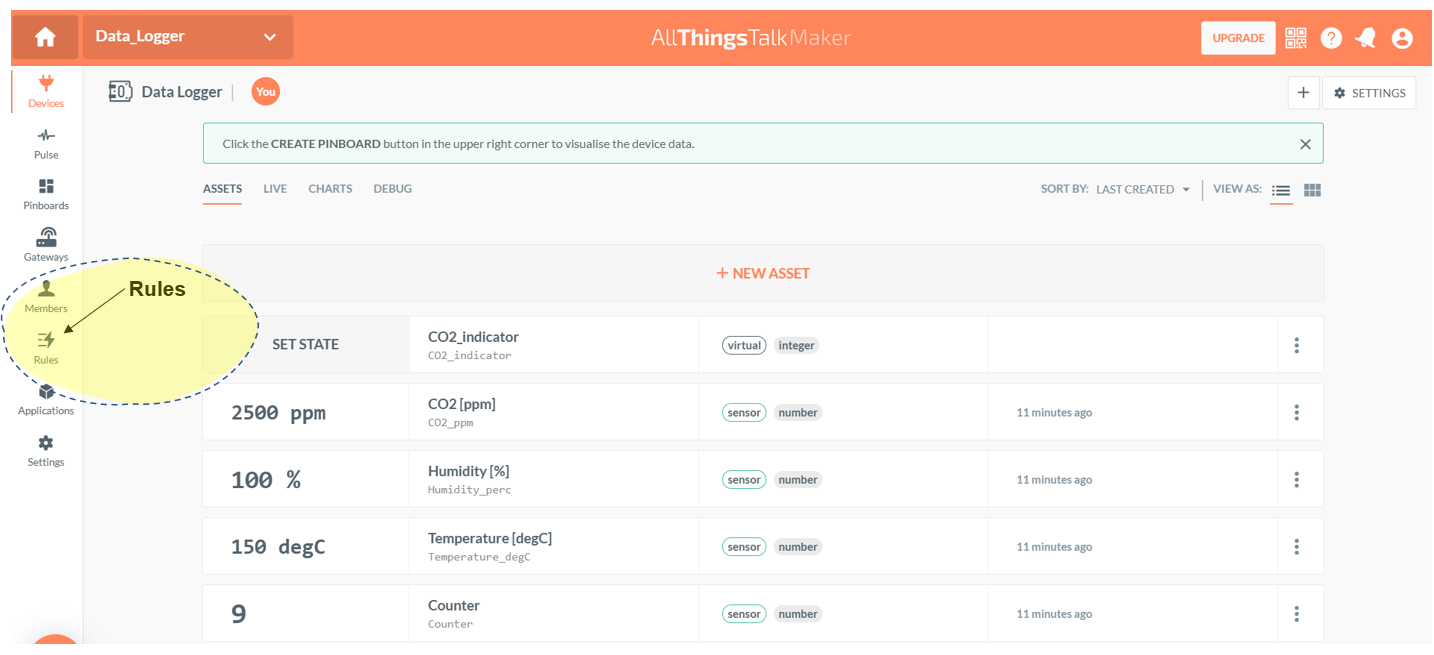 Data_Logger
AllThingsTalkMaker
UPGRADE
Devices
Pulse
Pinboards
Gateways
Members
Rules
Applications
Settings
Rules
Data Logger
You
SETTINGS
Click the CREATE PINBOARD button in the upper right corner to visualise the device data.
ASSETS LIVE CHARTS DEBUG
SORT BY: LAST CREATED VIEW AS:
+ NEW ASSET
SET STATE
CO2_indicator
CO2_indicator
virtual integer
2500 ppm
CO2 [ppm]
CO2_ppm
sensor number
11 minutes ago
100 %
Humidity [%]
Humidity_perc
sensor number
11 minutes ago
150 degC
Temperature [degC]
Temperature_degC
sensor number
11 minutes ago
9
Counter
Counter
sensor number
11 minutes ago